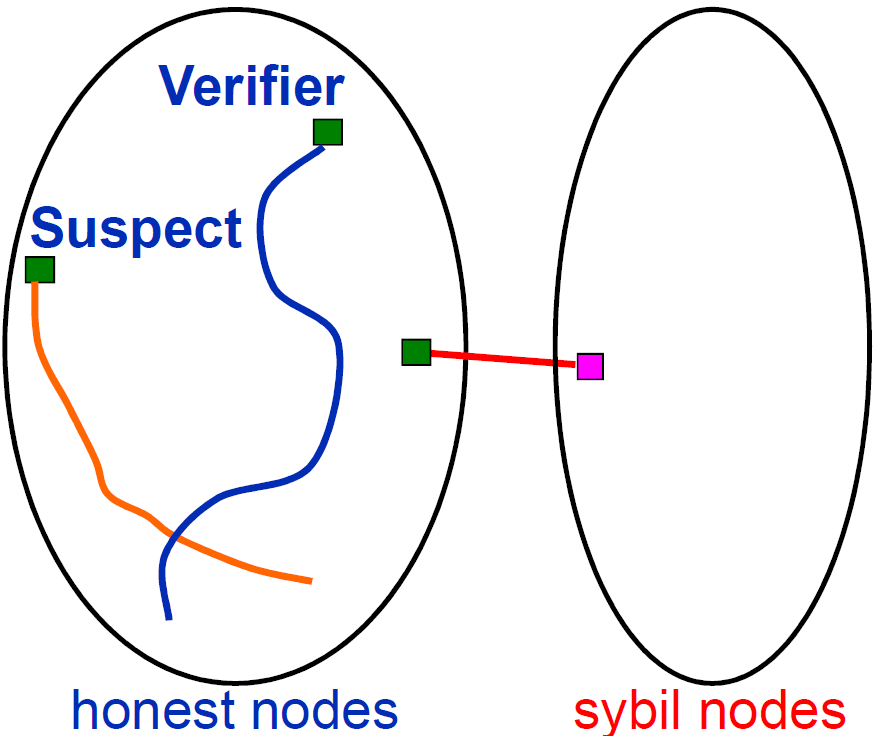 Verifier
Suspect
honest nodes
sybil nodes